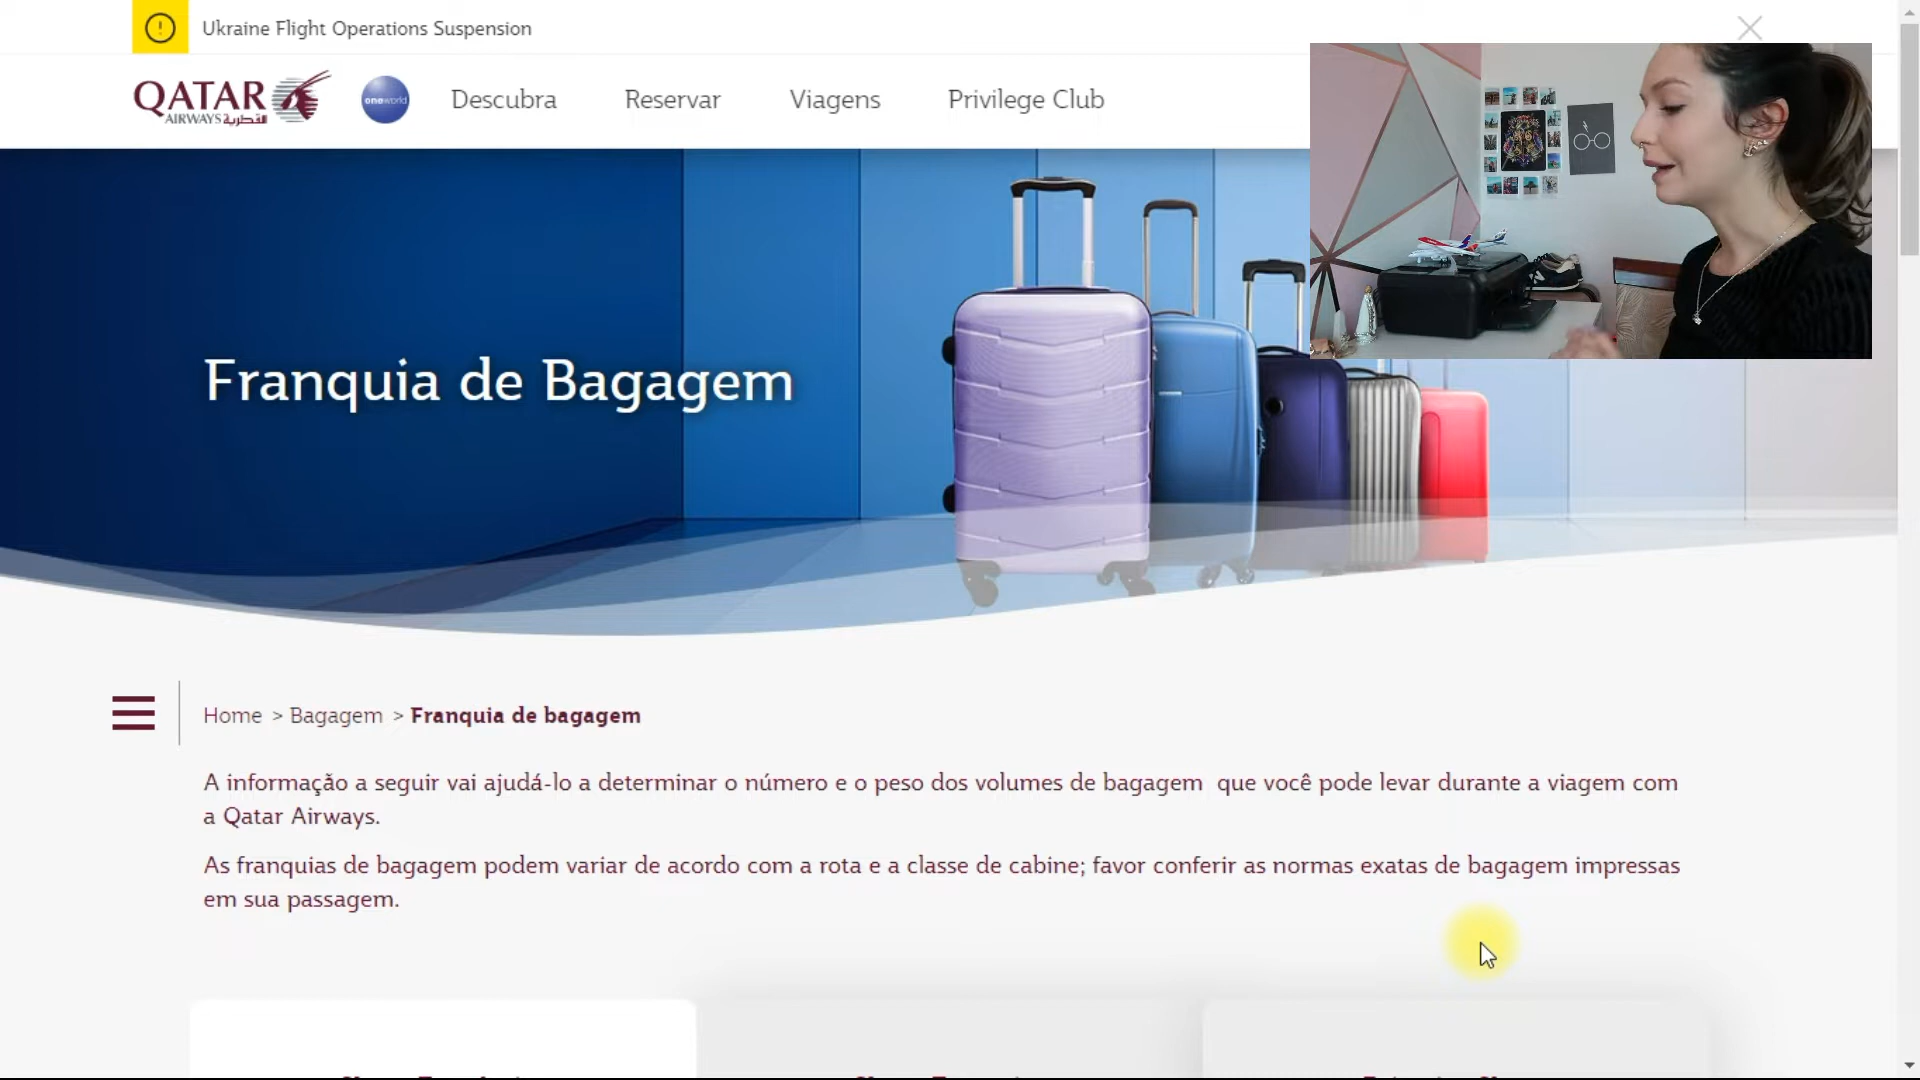 Ukraine Flight Operations Suspension
QATAR
AIRWAYS القطرية
oneworld
Descubra
Reservar
Viagens
Privilege Club
Franquia de Bagagem
Home > Bagagem > Franquia de bagagem
A informação a seguir vai ajudá-lo a determinar o número e o peso dos volumes de bagagem que você pode levar durante a viagem com
a Qatar Airways.
As franquias de bagagem podem variar de acordo com a rota e a classe de cabine; favor conferir as normas exatas de bagagem impressas
em sua passagem.